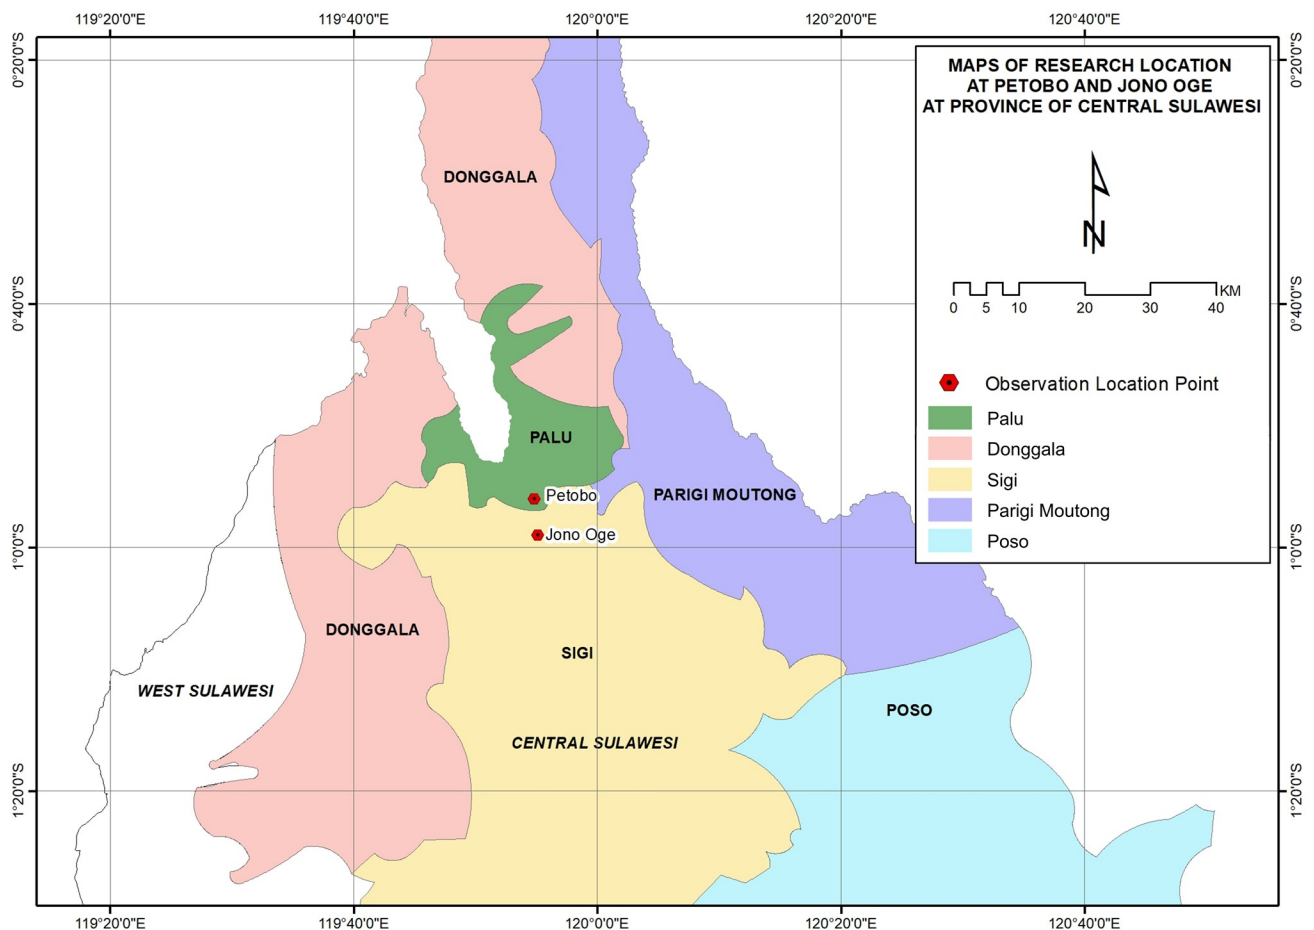 119°20'0"E 119°40'0"E 120°00'0"E 120°20'0"E 120°40'0"E
0°20'0"S
0°20'0"S
MAPS OF RESEARCH LOCATION
AT PETOBO AND JONO OGE
AT PROVINCE OF CENTRAL SULAWESI
N
0 5 10 20 30 40 KM
Observation Location Point
Palu
Donggala
Sigi
Parigi Moutong
Poso
DONGGALA
0°40'0"S
0°40'0"S
PALU
PARIGI MOUTONG
Petobo
Jono Oge
1°00'0"S
1°00'0"S
DONGGALA
SIGI
WEST SULAWESI
POSO
CENTRAL SULAWESI
1°20'0"S
1°20'0"S
119°20'0"E 119°40'0"E 120°00'0"E 120°20'0"E 120°40'0"E